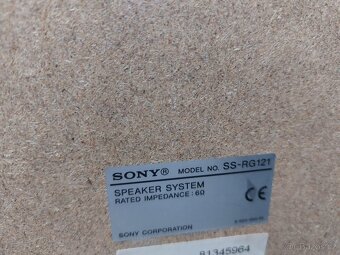 SONY® MODEL NO. SS-RG121
SPEAKER SYSTEM
RATED IMPEDANCE : 6Ω
CE
SONY CORPORATION
81345964